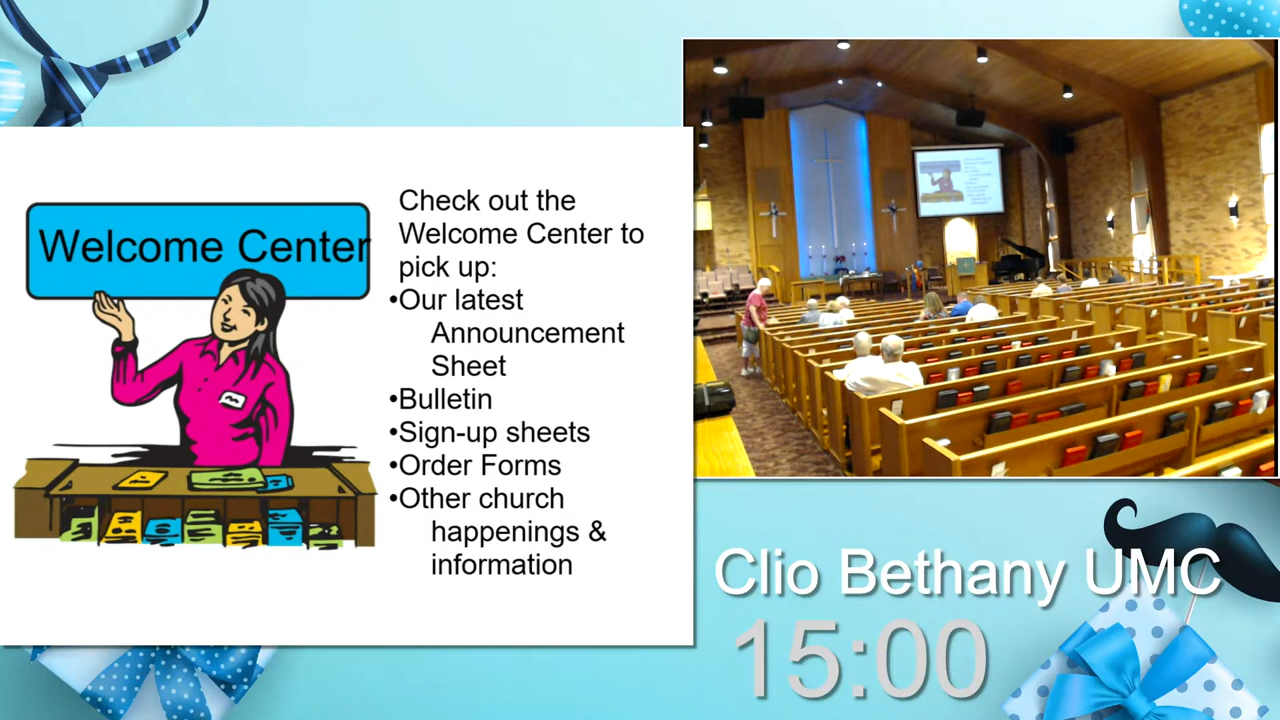 Welcome Center
Check out the
Welcome Center to
pick up:
•Our latest
Announcement
Sheet
•Bulletin
•Sign-up sheets
•Order Forms
•Other church
happenings &
information
Clio Bethany UMC
15:00